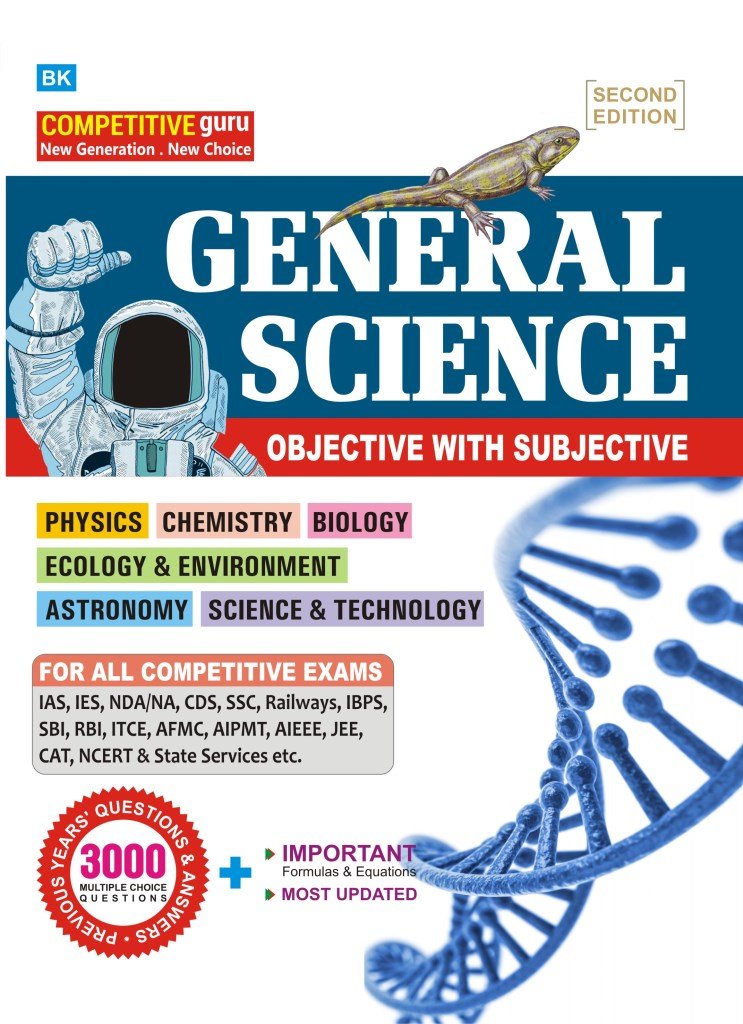 BK
COMPETITIVE guru
New Generation . New Choice
SECOND
EDITION
GENERAL
SCIENCE
OBJECTIVE WITH SUBJECTIVE
PHYSICS CHEMISTRY BIOLOGY
ECOLOGY & ENVIRONMENT
ASTRONOMY SCIENCE & TECHNOLOGY
FOR ALL COMPETITIVE EXAMS
IAS, IES, NDA/NA, CDS, SSC, Railways, IBPS,
SBI, RBI, ITCE, AFMC, AIPMT, AIEEE, JEE,
CAT, NCERT & State Services etc.
PREVIOUS YEARS' QUESTIONS & ANSWERS
3000
MULTIPLE CHOICE
QUESTIONS
+
IMPORTANT
Formulas & Equations
MOST UPDATED